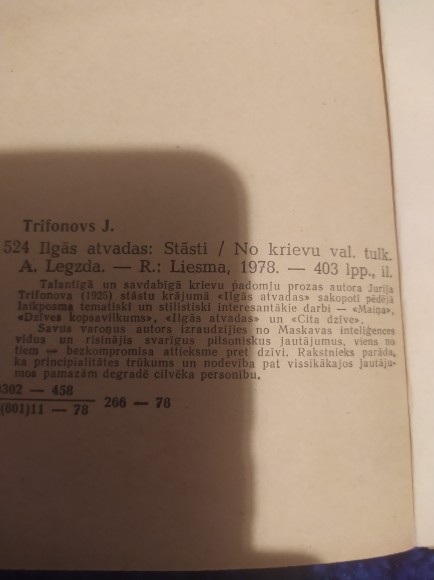 Trifonovs J.
524 Ilgās atvadas: Stāsti / No krievu val. tulk.
A. Legzda. — R.: Liesma, 1978. — 403 lpp., il.
Talantīgā un savdabīgā krievu padomju prozas autora Jurija
Trifonova (1925) stāstu krājumā «Ilgās atvadas» sakopoti pēdējā
laikposma tematiski un stilistiski interesantākie darbi — «Maiņa»,
«Dzīves kopsavilkums», «Ilgās atvadas» un «Cita dzīve».
Savus varoņus autors izraudzījies no Maskavas inteliģences
vidus un risinājis svarīgus pilsoniskus jautājumus, viens no
tiem — bezkompromisa attieksme pret dzīvi. Rakstnieks parāda,
ka principialitātes trūkums un nodevība pat vissīkākajos jautāju-
mos pamazām degradē cilvēka personību.
0302 — 458
(801)11 — 78 266 — 78